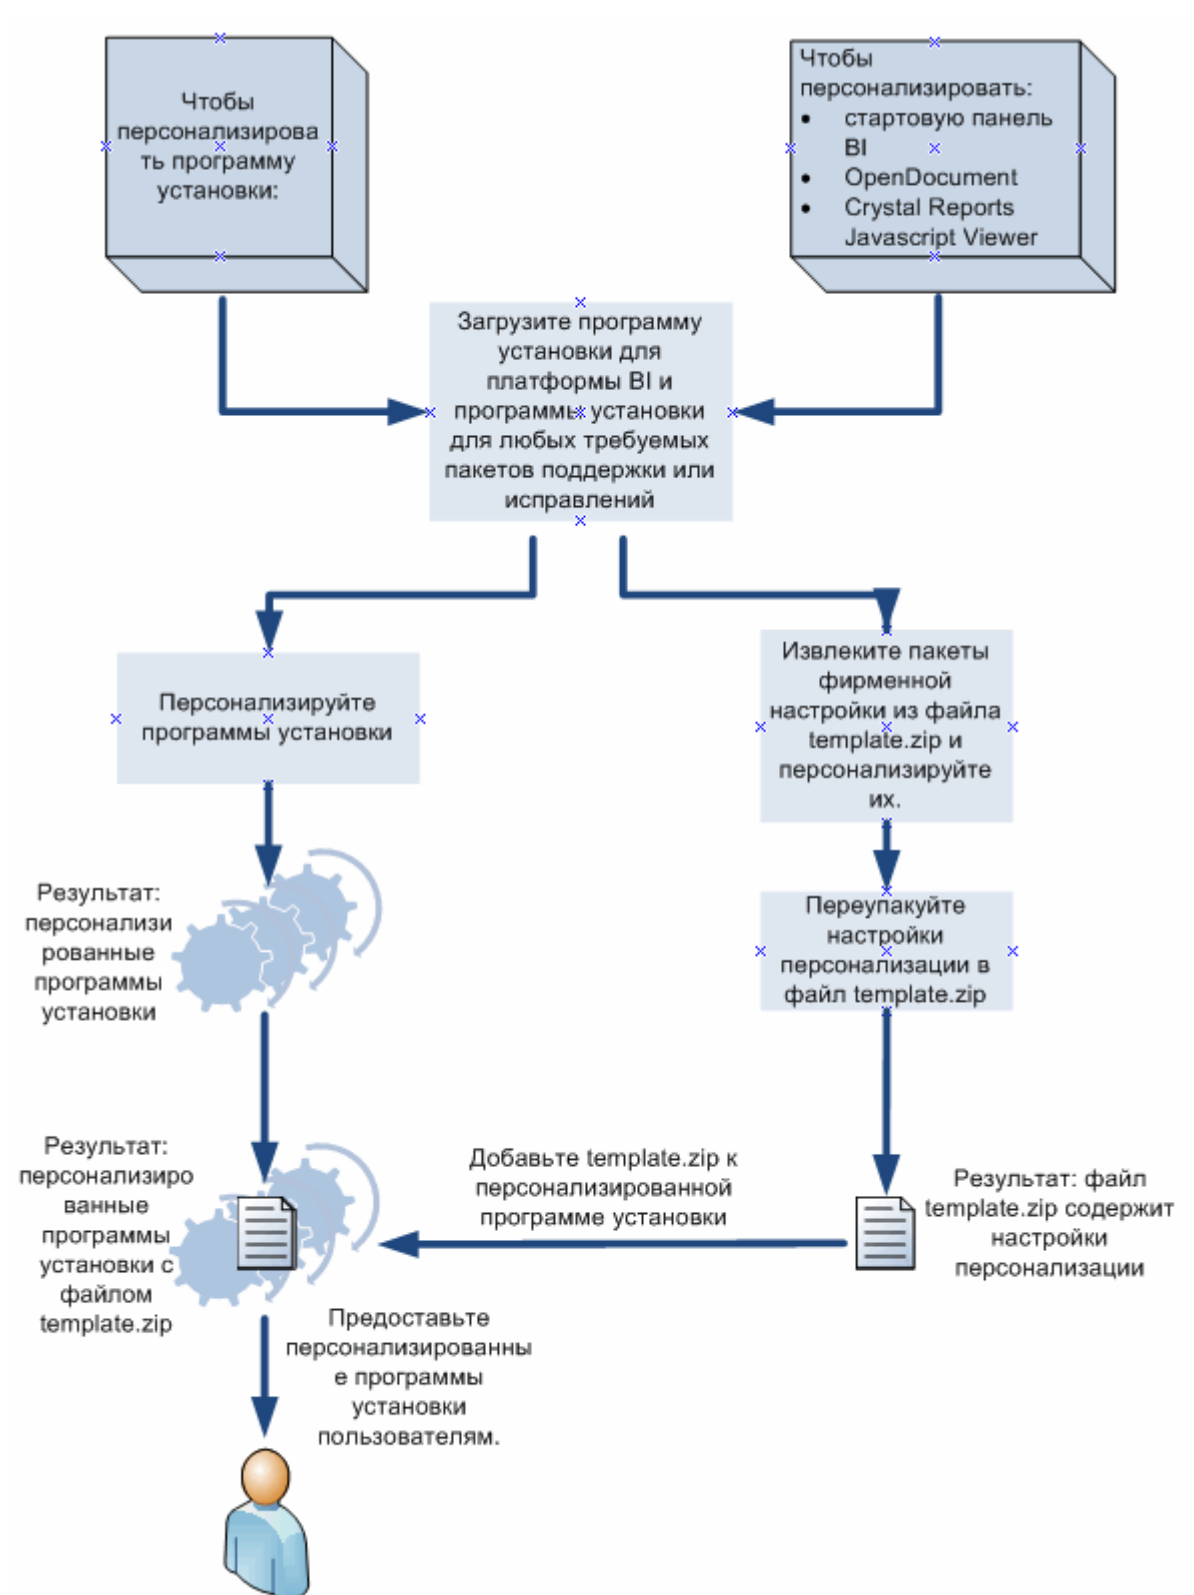 Чтобы
персонализирова
ть программу
установки:
Чтобы
персонализировать:
• стартовую панель
BI
• OpenDocument
• Crystal Reports
Javascript Viewer
Загрузите программу
установки для
платформы BI и
программы установки
для любых требуемых
пакетов поддержки или
исправлений
Персонализируйте
программы установки
Извлеките пакеты
фирменной
настройки из файла
template.zip и
персонализируйте
их.
Результат:
персонализи
рованные
программы
установки
Переупакуйте
настройки
персонализации в
файл template.zip
Результат:
персонализиро
ванные
программы
установки с
файлом
template.zip
Добавьте template.zip к
персонализированной
программе установки
Результат: файл
template.zip содержит
настройки
персонализации
Предоставьте
персонализированны
е программы
установки
пользователям.